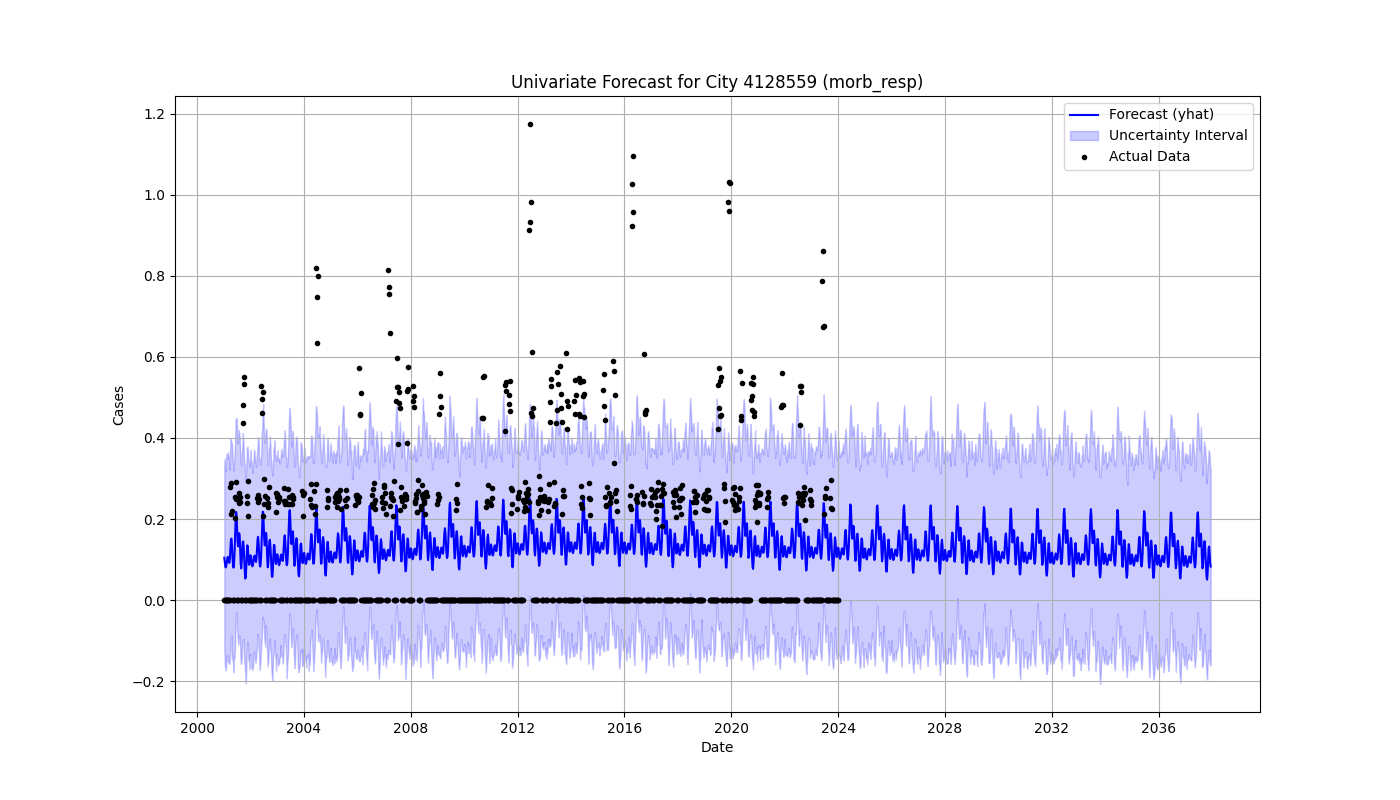 Univariate Forecast for City 4128559 (morb_resp)
Forecast (yhat)
Uncertainty Interval
Actual Data
Cases
1.2
1.0
0.8
0.6
0.4
0.2
0.0
−0.2
2000 2004 2008 2012 2016 2020 2024 2028 2032 2036
Date